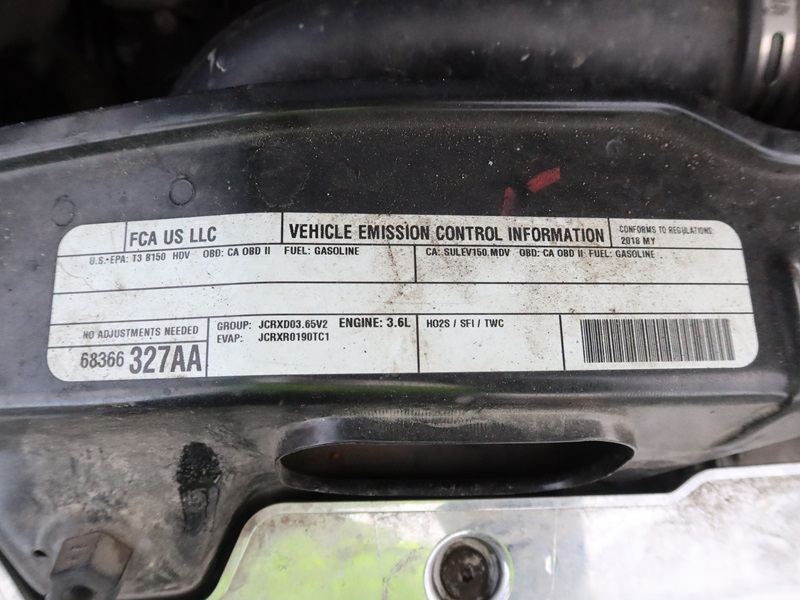 FCA US LLC
VEHICLE EMISSION CONTROL INFORMATION
CONFORMS TO REGULATIONS:
2018 MY
U.S.-EPA: T3 B150 HDV OBD: CA OBD II FUEL: GASOLINE
CA: SULEV150 MDV OBD: CA OBD II FUEL: GASOLINE
NO ADJUSTMENTS NEEDED
68366 327AA
GROUP: JCRXD03.65V2 ENGINE: 3.6L
EVAP: JCRXR0190TC1
HO2S / SFI / TWC